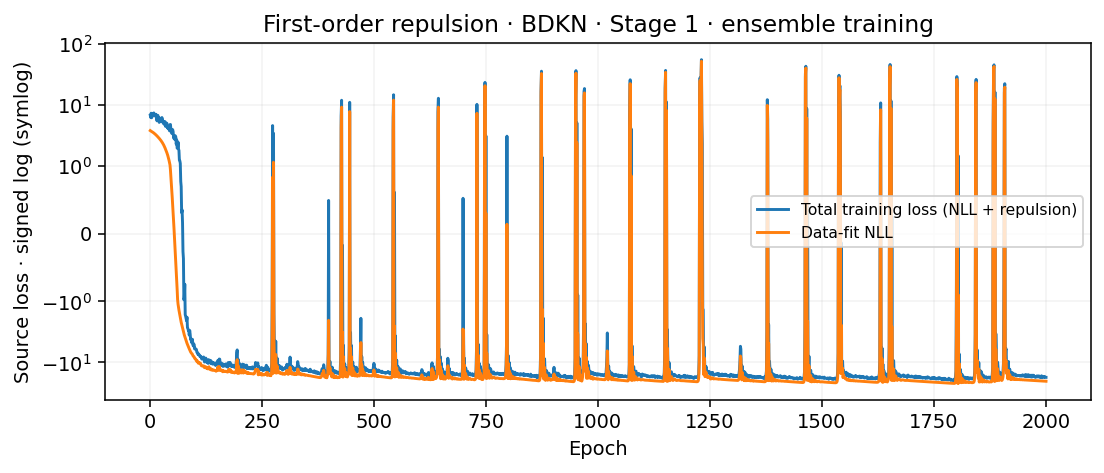 First-order repulsion · BDKN · Stage 1 · ensemble training
Source loss · signed log (symlog)
10²
10¹
10⁰
0
−10⁰
−10¹
Total training loss (NLL + repulsion)
Data-fit NLL
0 250 500 750 1000 1250 1500 1750 2000
Epoch